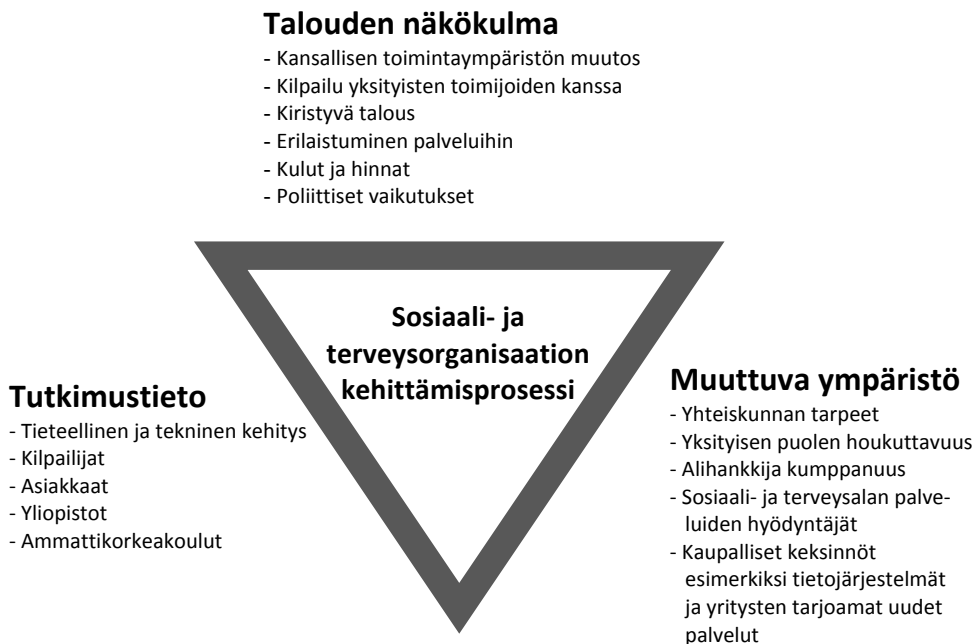 Talouden näkökulma
- Kansallisen toimintaympäristön muutos
- Kilpailu yksityisten toimijoiden kanssa
- Kiristyvä talous
- Erilaistuminen palveluihin
- Kulut ja hinnat
- Poliittiset vaikutukset
Sosiaali- ja
terveysorganisaation
kehittämisprosessi
Tutkimustieto
- Tieteellinen ja tekninen kehitys
- Kilpailijat
- Asiakkaat
- Yliopistot
- Ammattikorkeakoulut
Muuttuva ympäristö
- Yhteiskunnan tarpeet
- Yksityisen puolen houkuttavuus
- Alihankkija kumppanuus
- Sosiaali- ja terveysalan palve-
luiden hyödyntäjät
- Kaupalliset keksinnöt
esimerkiksi tietojärjestelmät
ja yritysten tarjoamat uudet
palvelut